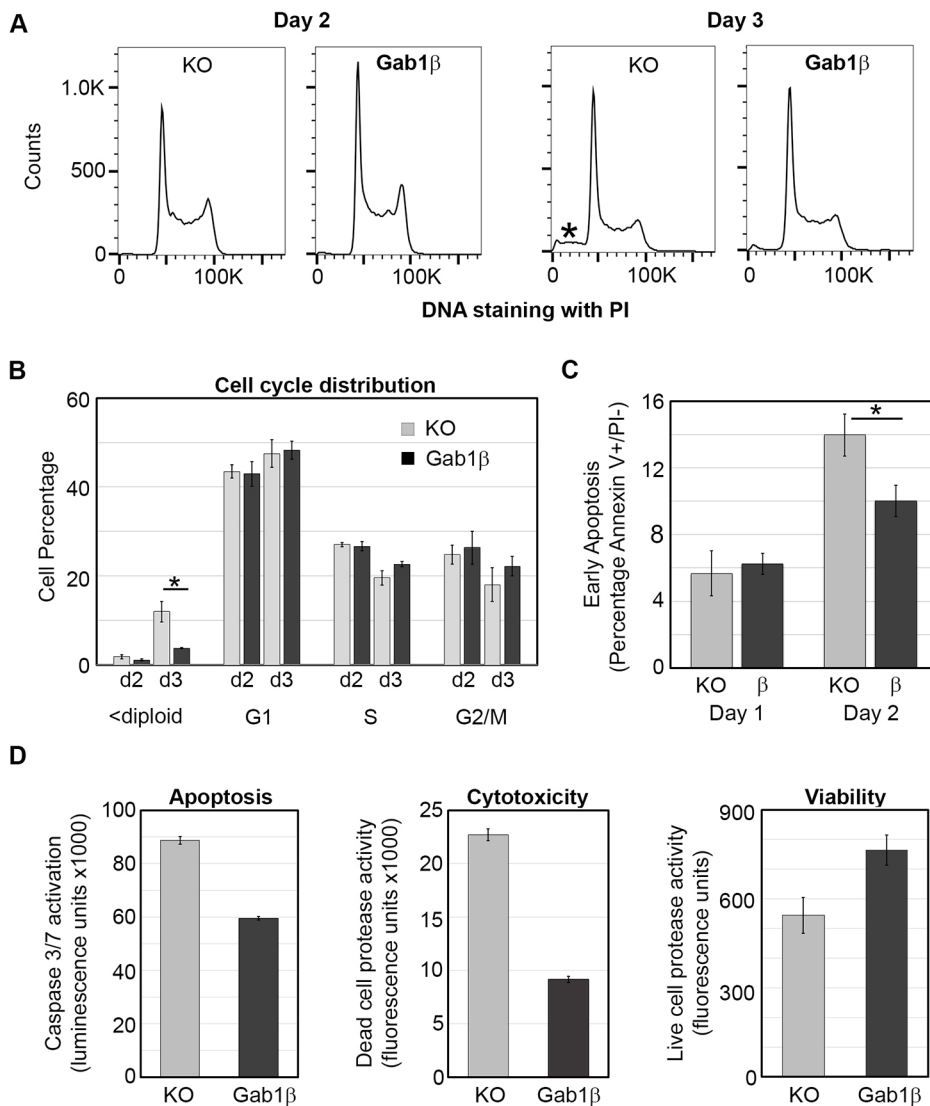 A
Day 2
Day 3
KO
Gab1β
KO
Gab1β
1.0K
500
0
Counts
*
0 100K
0 100K
0 100K
0 100K
DNA staining with PI
B
Cell cycle distribution
60
40
20
0
Cell Percentage
KO
Gab1β
*
d2 d3 d2 d3 d2 d3 d2 d3
<diploid G1 S G2/M
C
16
12
8
4
0
Early Apoptosis
(Percentage Annexin V+/PI-)
*
KO β KO β
Day 1 Day 2
D
Apoptosis
100
80
60
40
20
0
Caspase 3/7 activation
(luminescence units x1000)
KO Gab1β
Cytotoxicity
25
20
15
10
5
0
Dead cell protease activity
(fluorescence units x1000)
KO Gab1β
Viability
900
600
300
0
Live cell protease activity
(fluorescence units)
KO Gab1β